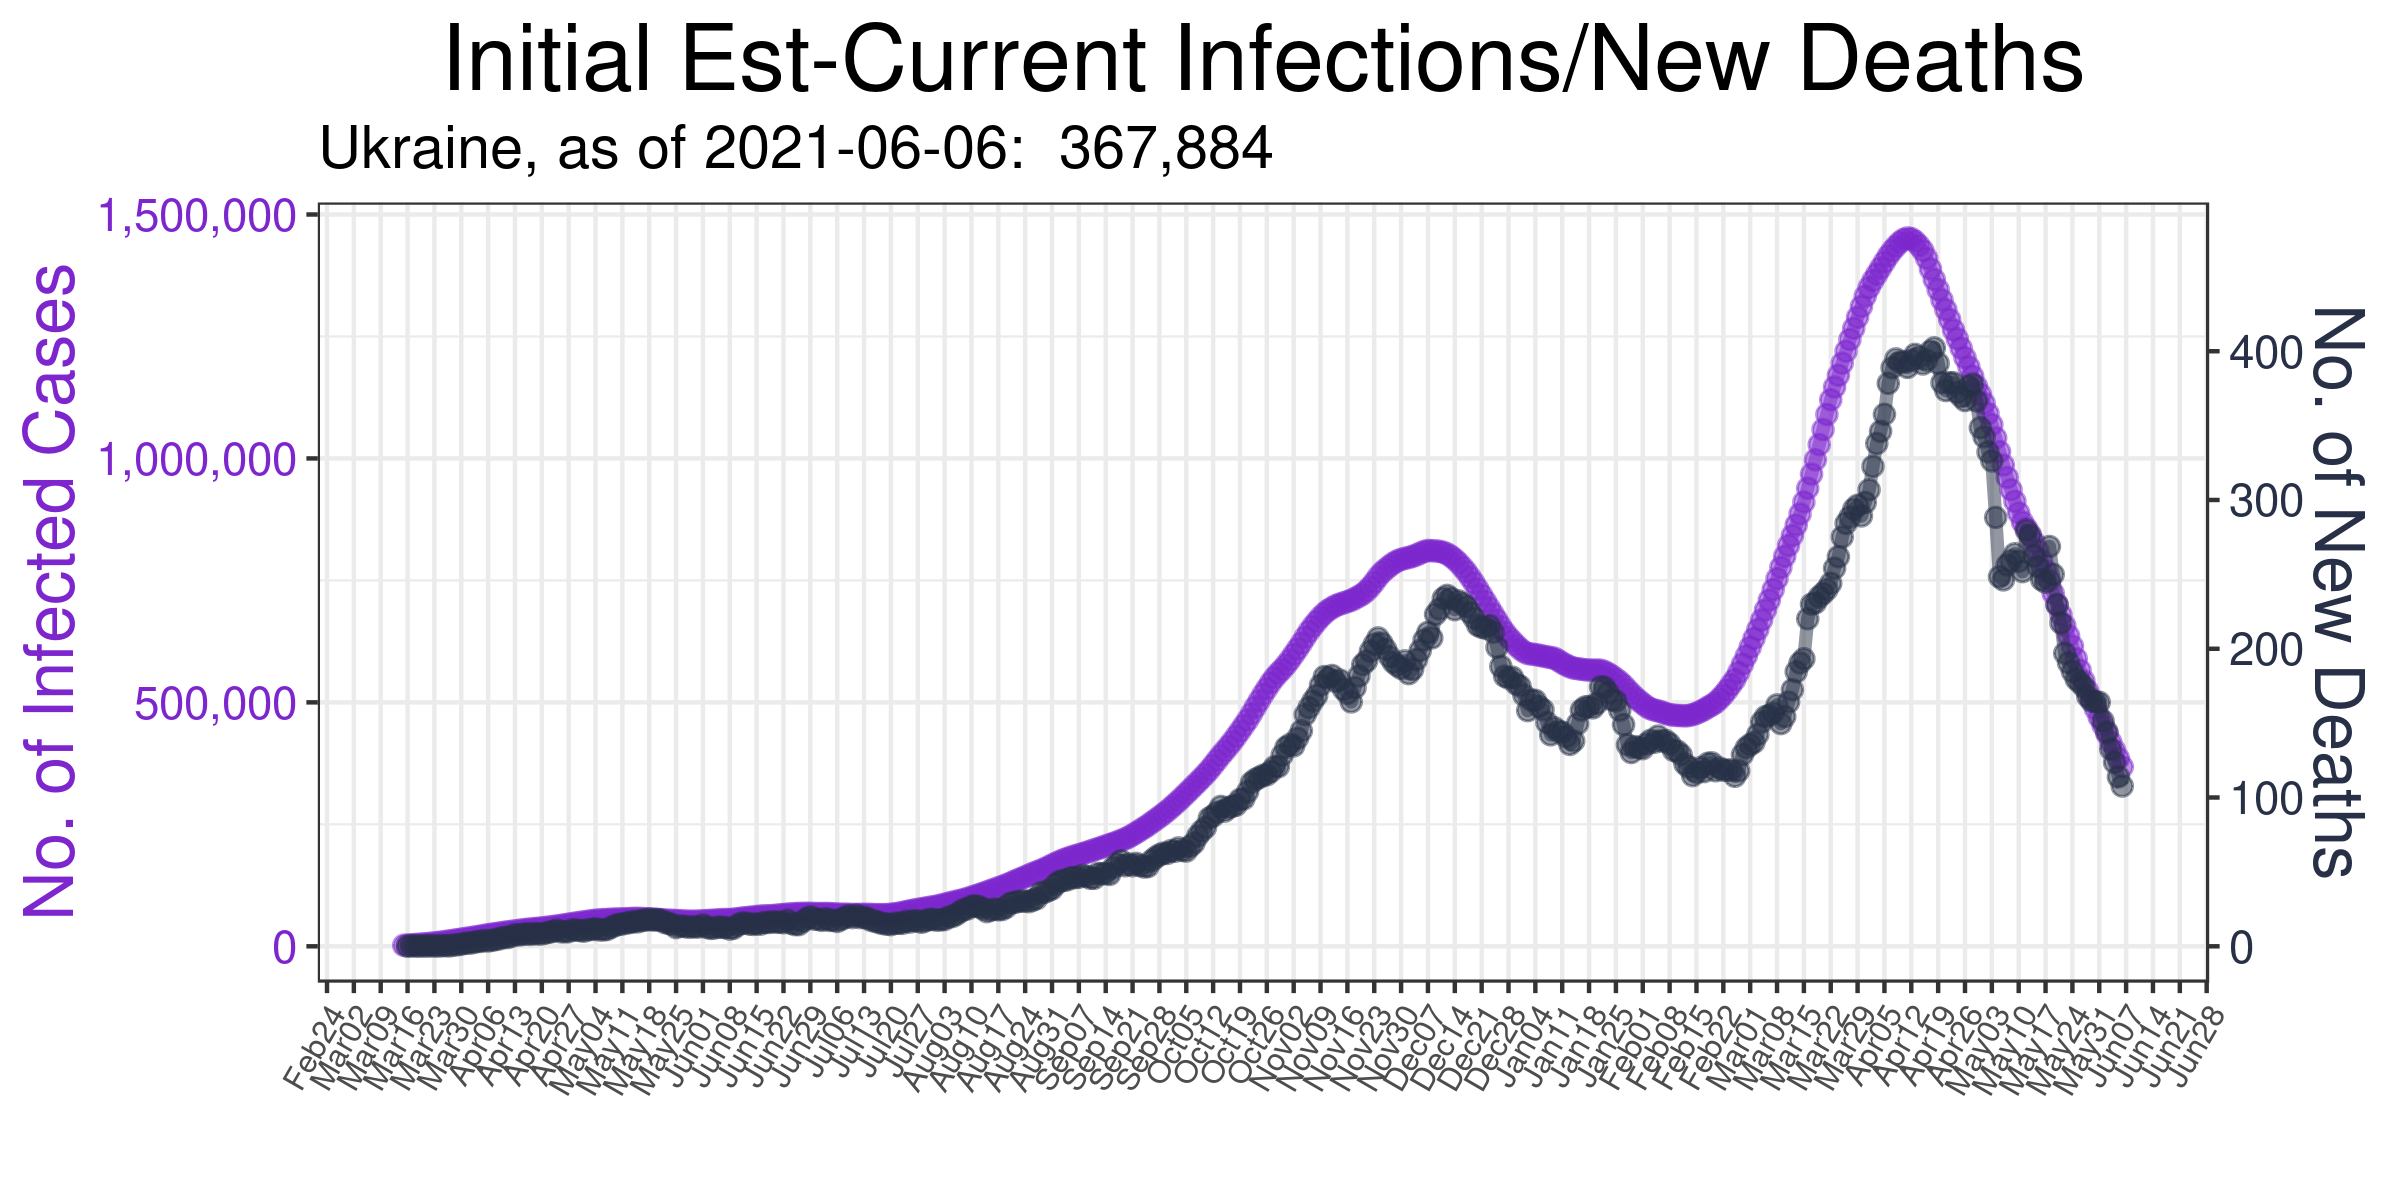 Initial Est-Current Infections/New Deaths
Ukraine, as of 2021-06-06: 367,884
No. of Infected Cases
1,500,000
1,000,000
500,000
0
No. of New Deaths
400
300
200
100
0
Feb24
Mar02
Mar09
Mar16
Mar23
Mar30
Apr06
Apr13
Apr20
Apr27
May04
May11
May18
May25
Jun01
Jun08
Jun15
Jun22
Jun29
Jul06
Jul13
Jul20
Jul27
Aug03
Aug10
Aug17
Aug24
Aug31
Sep07
Sep14
Sep21
Sep28
Oct05
Oct12
Oct19
Oct26
Nov02
Nov09
Nov16
Nov23
Nov30
Dec07
Dec14
Dec21
Dec28
Jan04
Jan11
Jan18
Jan25
Feb01
Feb08
Feb15
Feb22
Mar01
Mar08
Mar15
Mar22
Mar29
Apr05
Apr12
Apr19
Apr26
May03
May10
May17
May24
May31
Jun07
Jun14
Jun21
Jun28